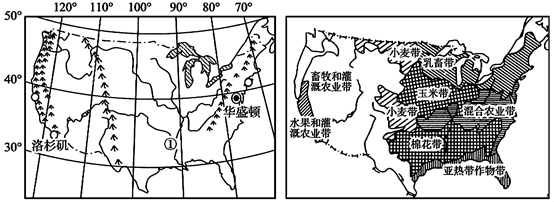 120° 110° 100° 90° 80° 70°
50°
40°
30°
华盛顿
洛杉矶
①
小麦带
乳畜带
畜牧和灌
溉农业带
玉米带
混合农业带
小麦带
水果和灌
溉农业带
棉花带
亚热带作物带